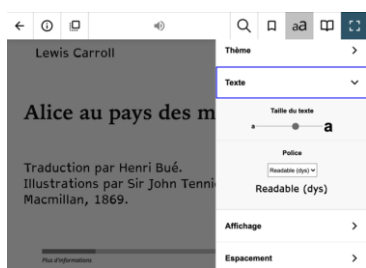 aA
Lewis Carroll
Alice au pays des m
Traduction par Henri Bué.
Illustrations par Sir John Tenni
Macmillan, 1869.
Plus d'informations
Thème
Texte
Taille du texte
a a
Police
Readable (dys)
Readable (dys)
Affichage
Espacement